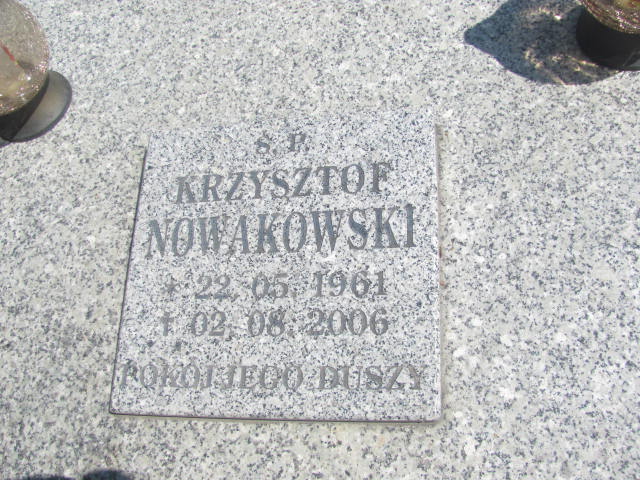 S. P.
KRZYSZTOF
NOWAKOWSKI
* 22. 05. 1961
† 02. 08. 2006
POKÓJ JEGO DUSZY